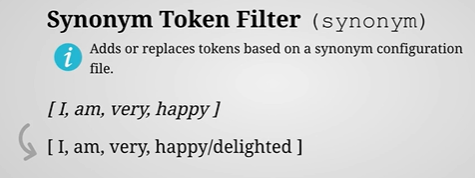 Synonym Token Filter (synonym)
i Adds or replaces tokens based on a synonym configuration
file.
[ I, am, very, happy ]
[ I, am, very, happy/delighted ]